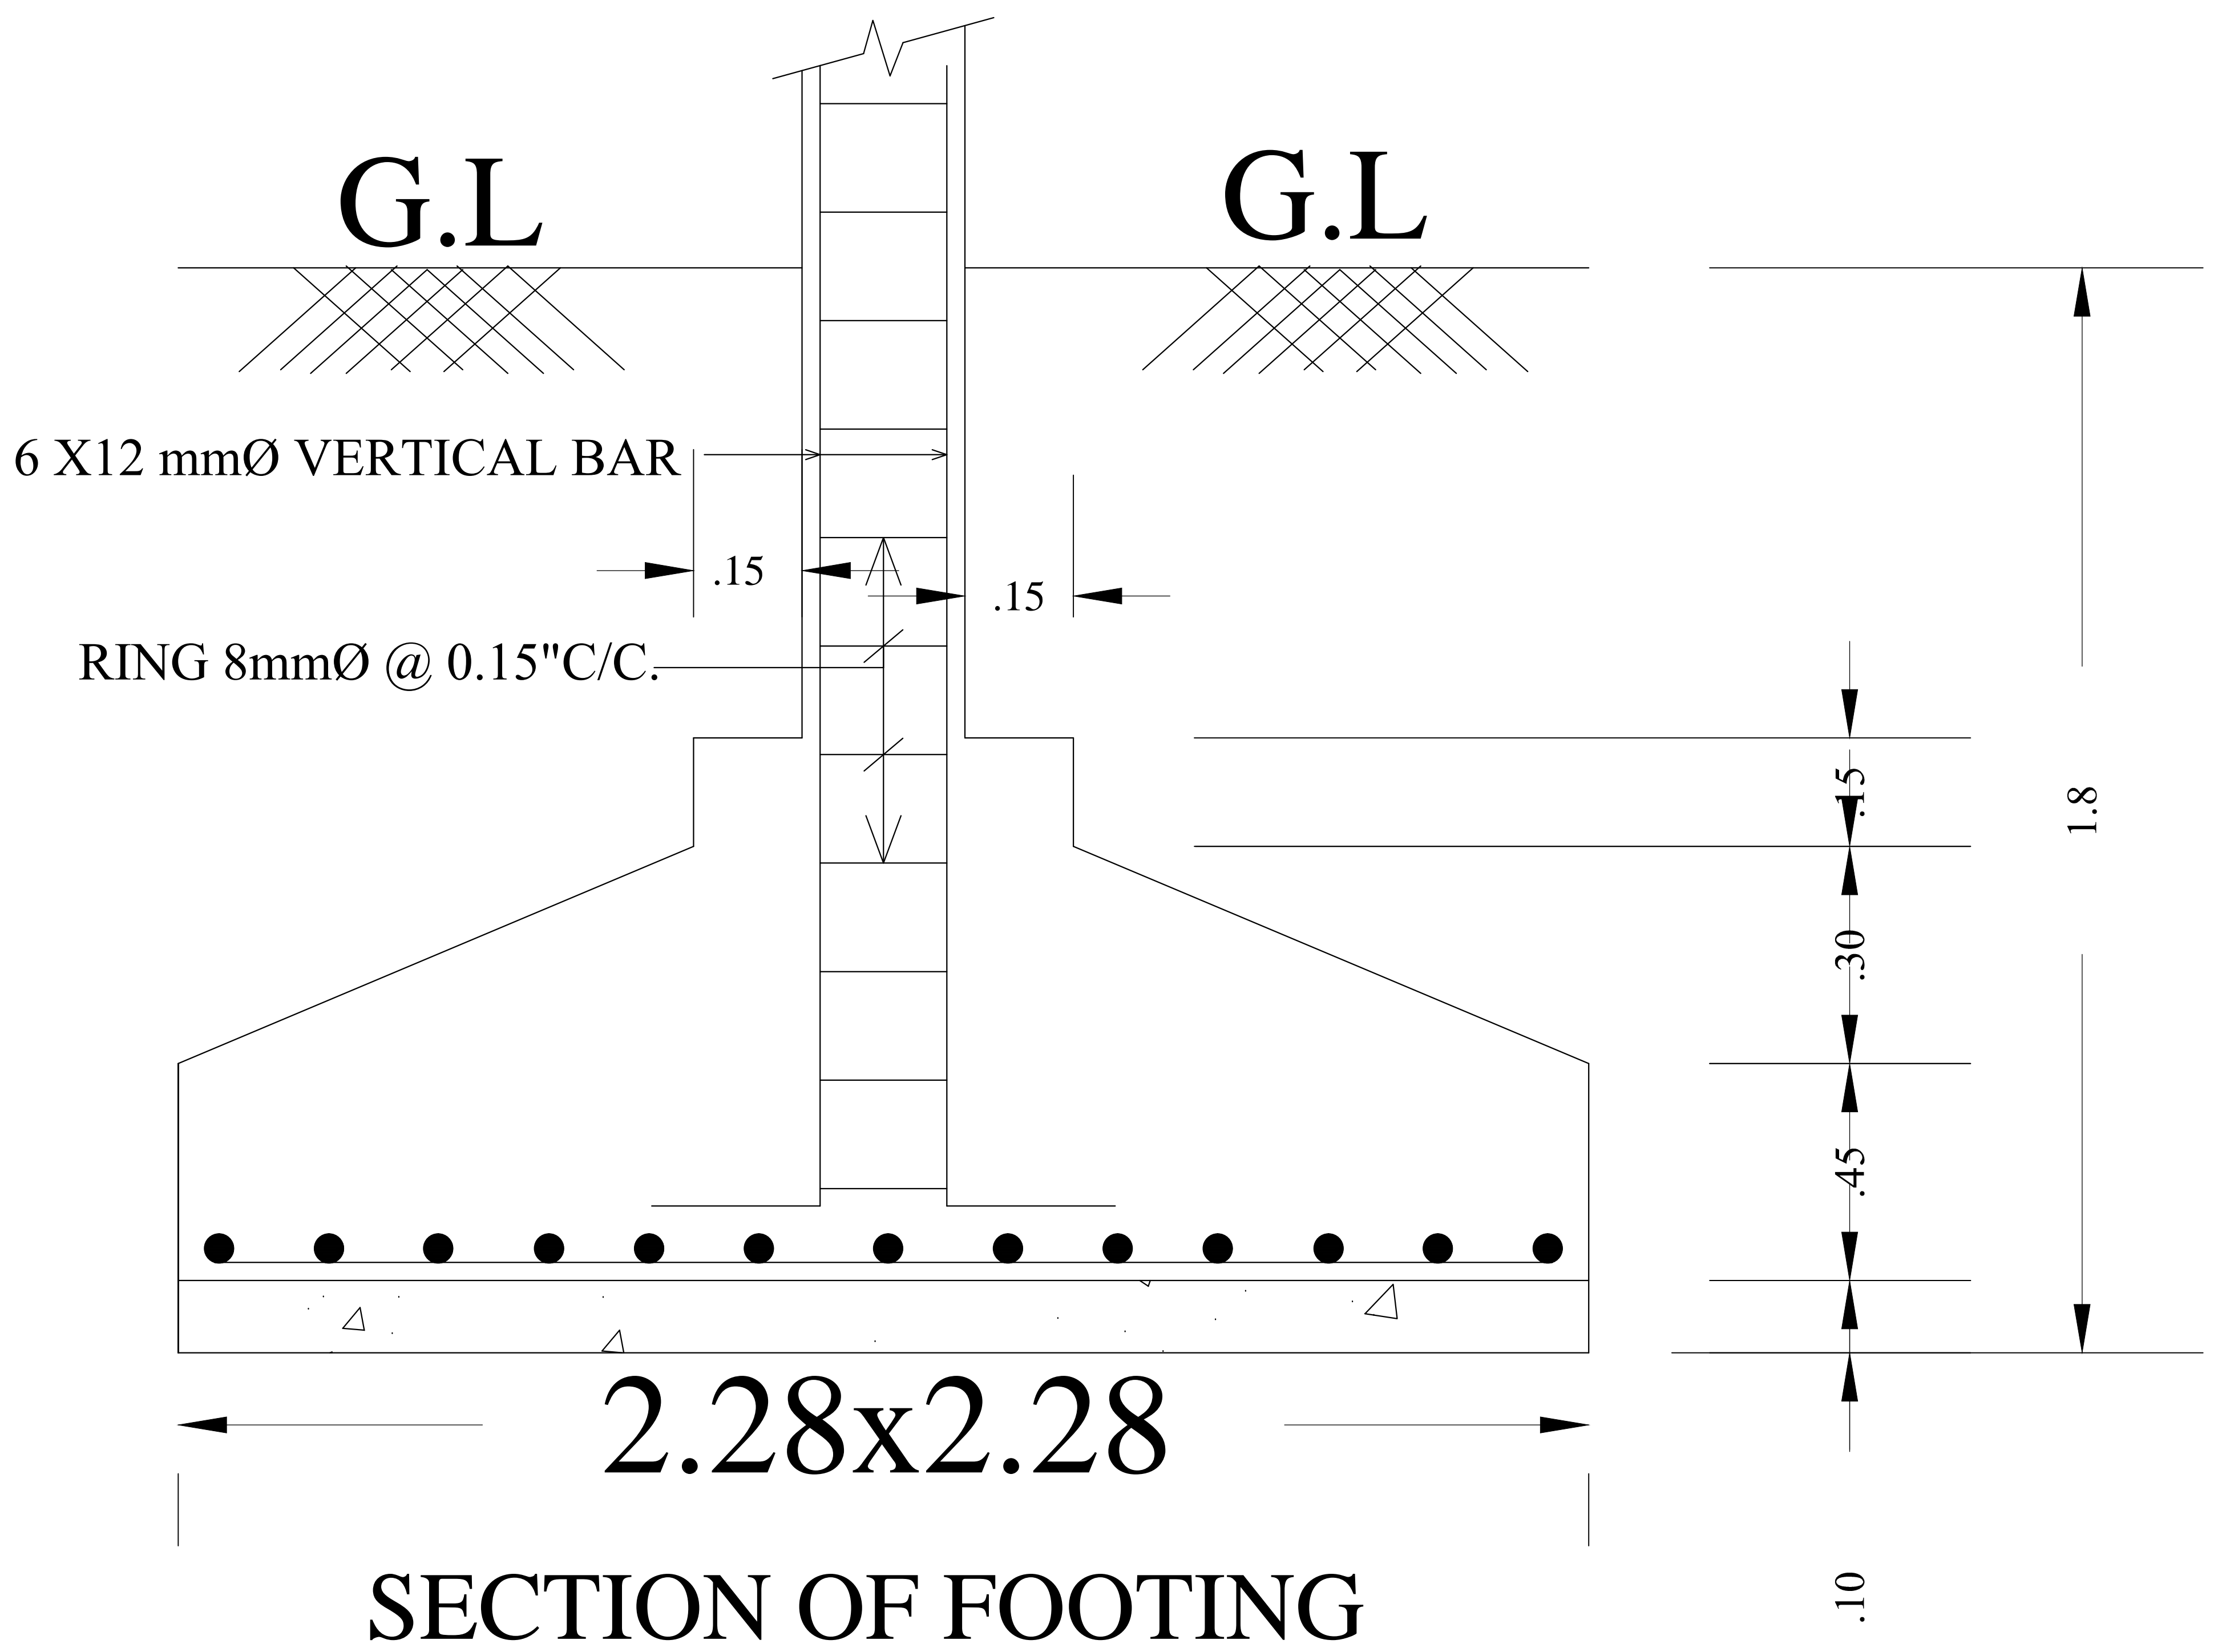 G.L
G.L
6 X12 mmØ VERTICAL BAR
.15
.15
RING 8mmØ @ 0.15"C/C.
.15
1.8
.30
.45
2.28x2.28
.10
SECTION OF FOOTING